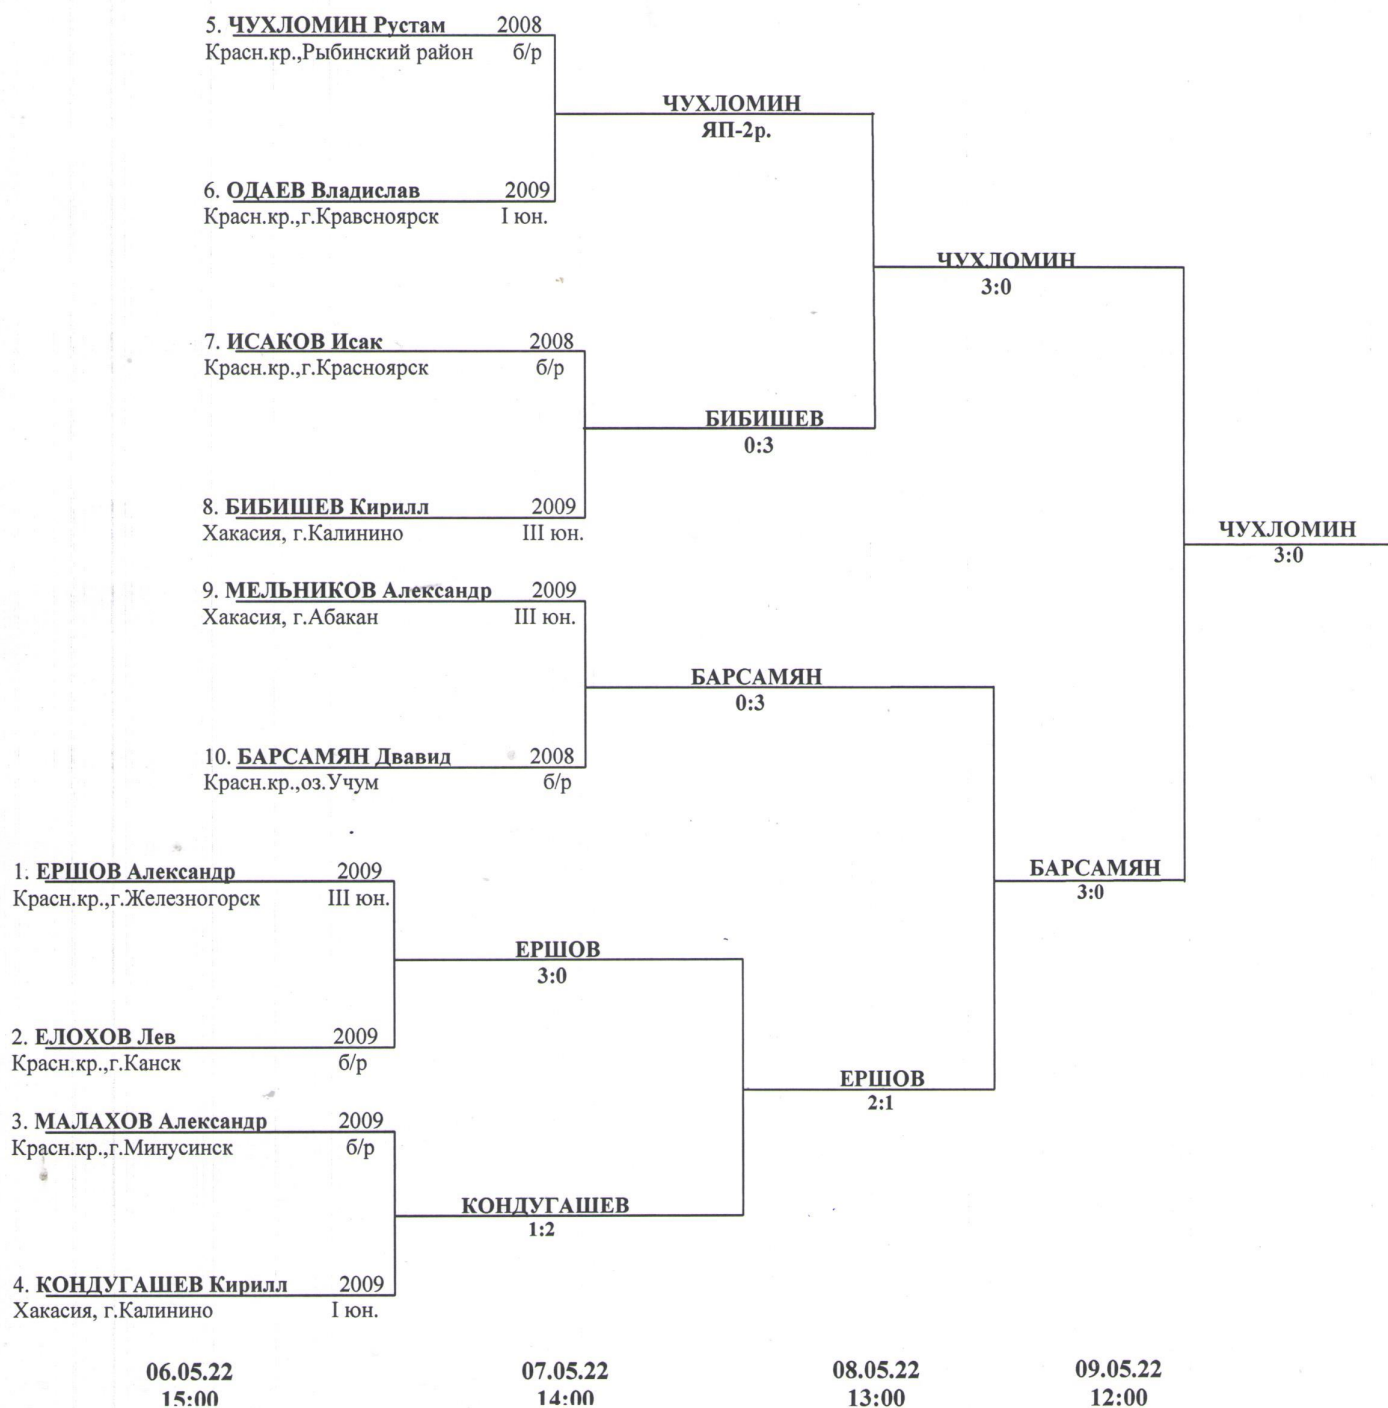 5. ЧУХЛОМИН Рустам 2008
Красн.кр.,Рыбинский район б/р
ЧУХЛОМИН
ЯП-2р.
6. ОДАЕВ Владислав 2009
Красн.кр.,г.Кравсноярск I юн.
ЧУХЛОМИН
3:0
7. ИСАКОВ Исак 2008
Красн.кр.,г.Красноярск б/р
БИБИШЕВ
0:3
8. БИБИШЕВ Кирилл 2009
Хакасия, г.Калинино III юн.
ЧУХЛОМИН
3:0
9. МЕЛЬНИКОВ Александр 2009
Хакасия, г.Абакан III юн.
БАРСАМЯН
0:3
10. БАРСАМЯН Двавид 2008
Красн.кр.,оз.Учум б/р
БАРСАМЯН
3:0
1. ЕРШОВ Александр 2009
Красн.кр.,г.Железногорск III юн.
ЕРШОВ
3:0
2. ЕЛОХОВ Лев 2009
Красн.кр.,г.Канск б/р
ЕРШОВ
2:1
3. МАЛАХОВ Александр 2009
Красн.кр.,г.Минусинск б/р
КОНДУГАШЕВ
1:2
4. КОНДУГАШЕВ Кирилл 2009
Хакасия, г.Калинино I юн.
06.05.22 07.05.22 08.05.22 09.05.22
15:00 14:00 13:00 12:00